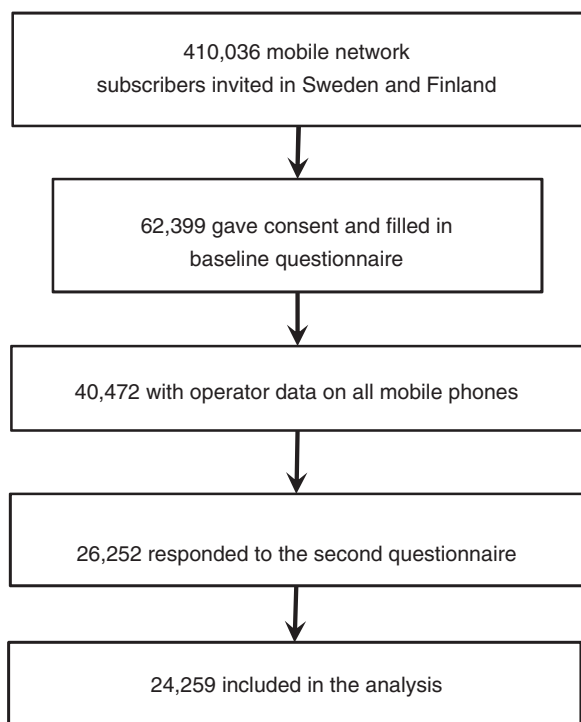 410,036 mobile network
subscribers invited in Sweden and Finland
62,399 gave consent and filled in
baseline questionnaire
40,472 with operator data on all mobile phones
26,252 responded to the second questionnaire
24,259 included in the analysis